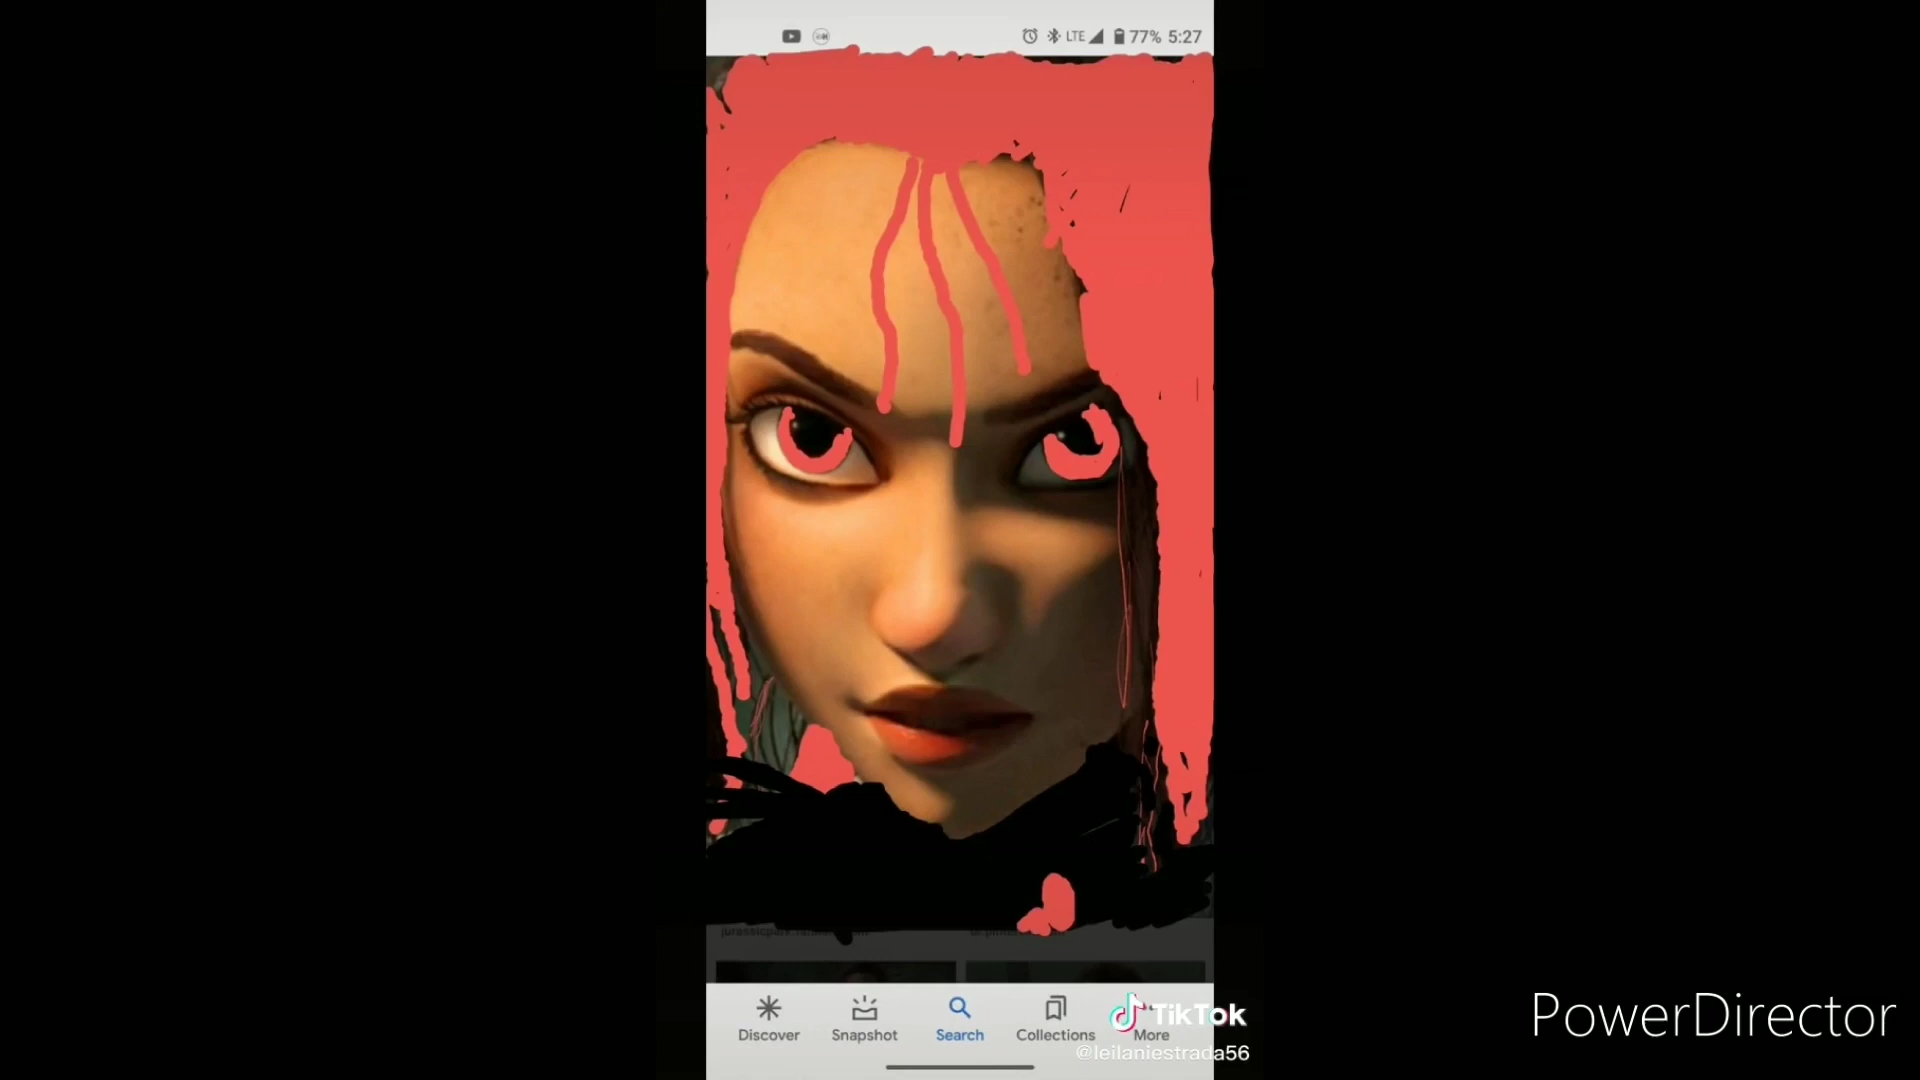 LTE 77% 5:27
Discover Snapshot Search Collections More
TikTok
@leilaniestrada56
PowerDirector